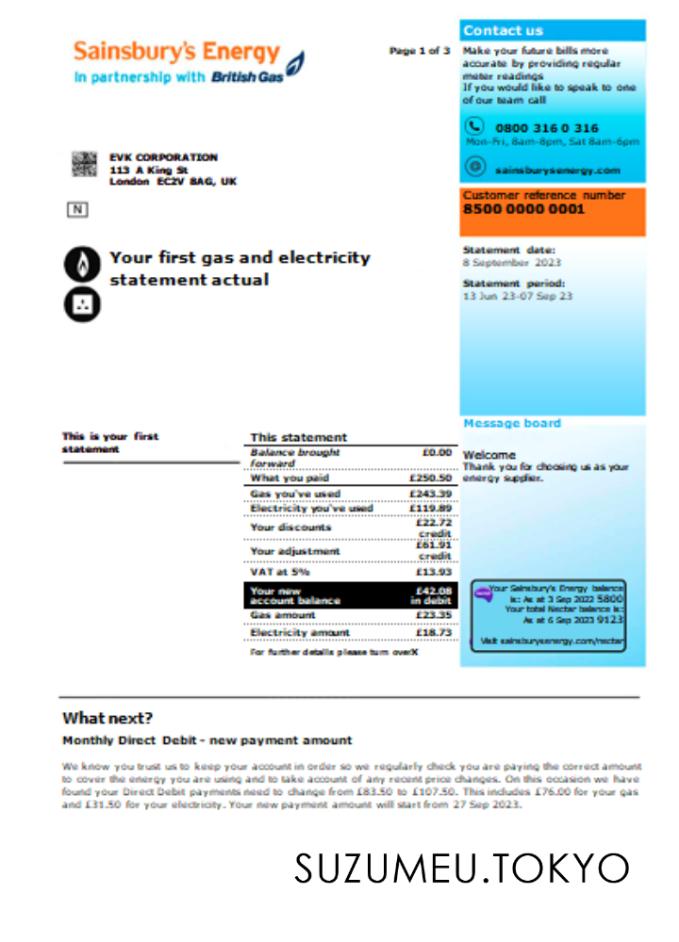 Sainsbury's Energy
In partnership with British Gas
Page 1 of 3
Contact us
Make your future bills more
accurate by providing regular
meter readings
If you would like to speak to one
of our team call
0800 316 0 316
Mon-Fri, 8am-8pm, Sat 8am-6pm
sainsburysenergy.com
EVK CORPORATION
113 A King St
London EC2V 8AG, UK
N
Customer reference number
8500 0000 0001
Your first gas and electricity
statement actual
Statement date:
8 September 2023
Statement period:
13 Jun 23-07 Sep 23
This is your first
statement
This statement
Balance brought £0.00
forward
What you paid £250.50
Gas you've used £243.39
Electricity you've used £119.89
Your discounts £22.72
credit
Your adjustment £61.91
credit
VAT at 5% £13.93
Your new £42.08
account balance in debit
Gas amount £23.35
Electricity amount £18.73
For further details please turn overX
Message board
Welcome
Thank you for choosing us as your
energy supplier.
Your Sainsbury's Energy balance
is: As at 3 Sep 2022 5800
Your total Nectar balance is:
As at 6 Sep 2023 9123
Visit sainsburysenergy.com/nectar
What next?
Monthly Direct Debit - new payment amount
We know you trust us to keep your account in order so we regularly check you are paying the correct amount
to cover the energy you are using and to take account of any recent price changes. On this occasion we have
found your Direct Debit payments need to change from £83.50 to £107.50. This includes £76.00 for your gas
and £31.50 for your electricity. Your new payment amount will start from 27 Sep 2023.
SUZUMEU.TOKYO